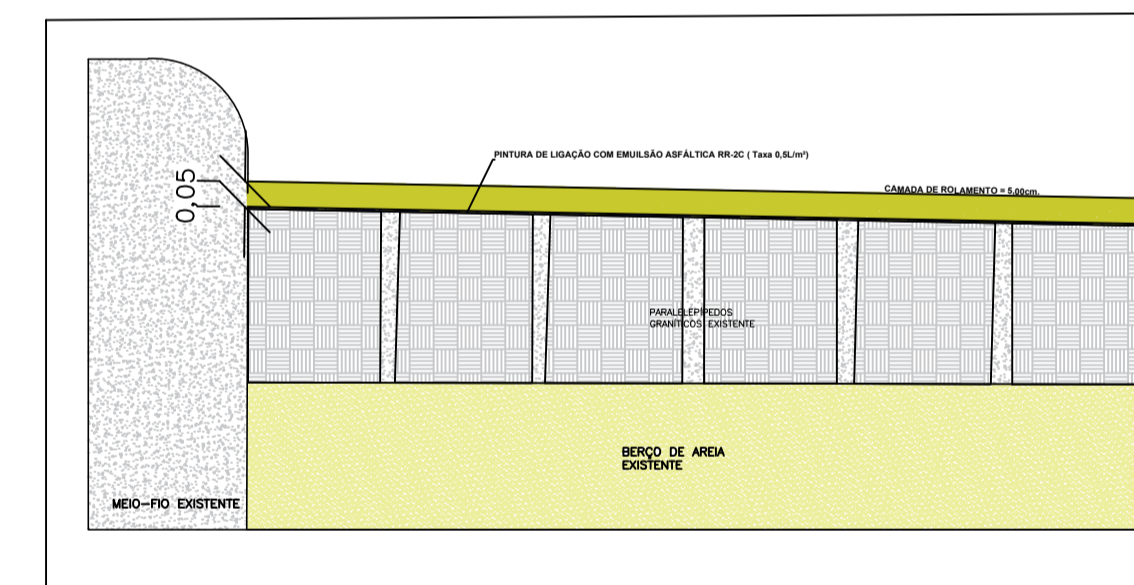 PINTURA DE LIGAÇÃO COM EMUILSÃO ASFÁLTICA RR-2C ( Taxa 0,5L/m²)
0,05
CAMADA DE ROLAMENTO = 5,00cm.
PARALELEPÍPEDOS
GRANÍTICOS EXISTENTE
BERÇO DE AREIA
EXISTENTE
MEIO-FIO EXISTENTE